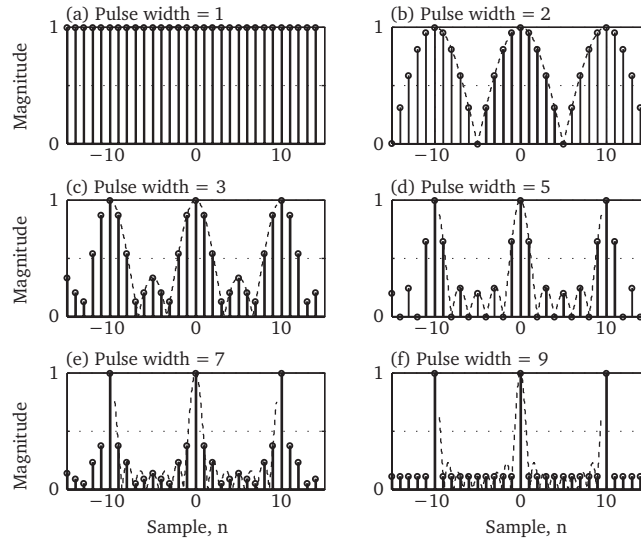 (a) Pulse width = 1
(b) Pulse width = 2
1
1
Magnitude
0
0
−10 0 10
−10 0 10
(c) Pulse width = 3
(d) Pulse width = 5
1
1
Magnitude
0
0
−10 0 10
−10 0 10
(e) Pulse width = 7
(f) Pulse width = 9
1
1
Magnitude
0
0
−10 0 10
−10 0 10
Sample, n
Sample, n